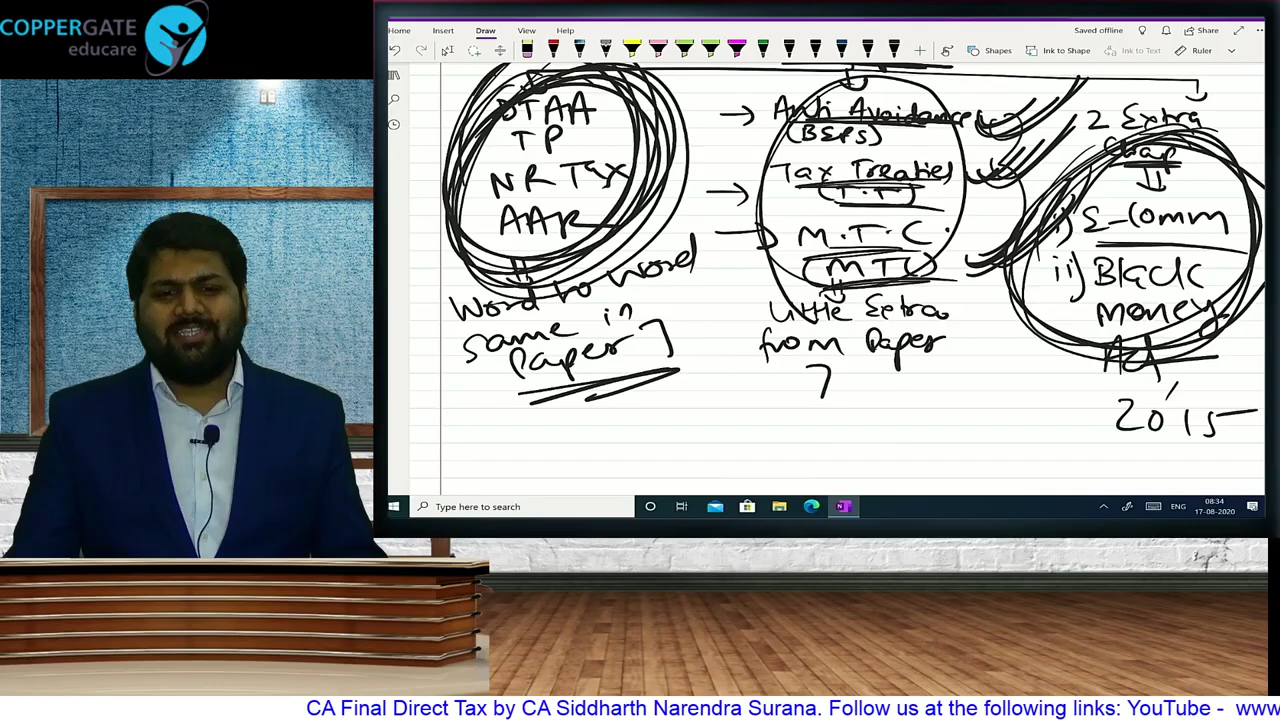 COPPERGATE
educare
Home Insert Draw View Help
Saved offline Share
Shapes Ink to Shape Ink to Text Ruler
DTAA
TP
NR Tax
AAR
Word to word
same in
Paper
Anti Avoidance
(BEPS)
Tax Treaties
(T.T)
M.T.C.
(MTC)
Little Extra
from Paper
7
2 Extra
Chap
i) E-Comm
ii) Black
money
Act,
2015
Type here to search
ENG
08:34
17-08-2020
CA Final Direct Tax by CA Siddharth Narendra Surana. Follow us at the following links: YouTube - www